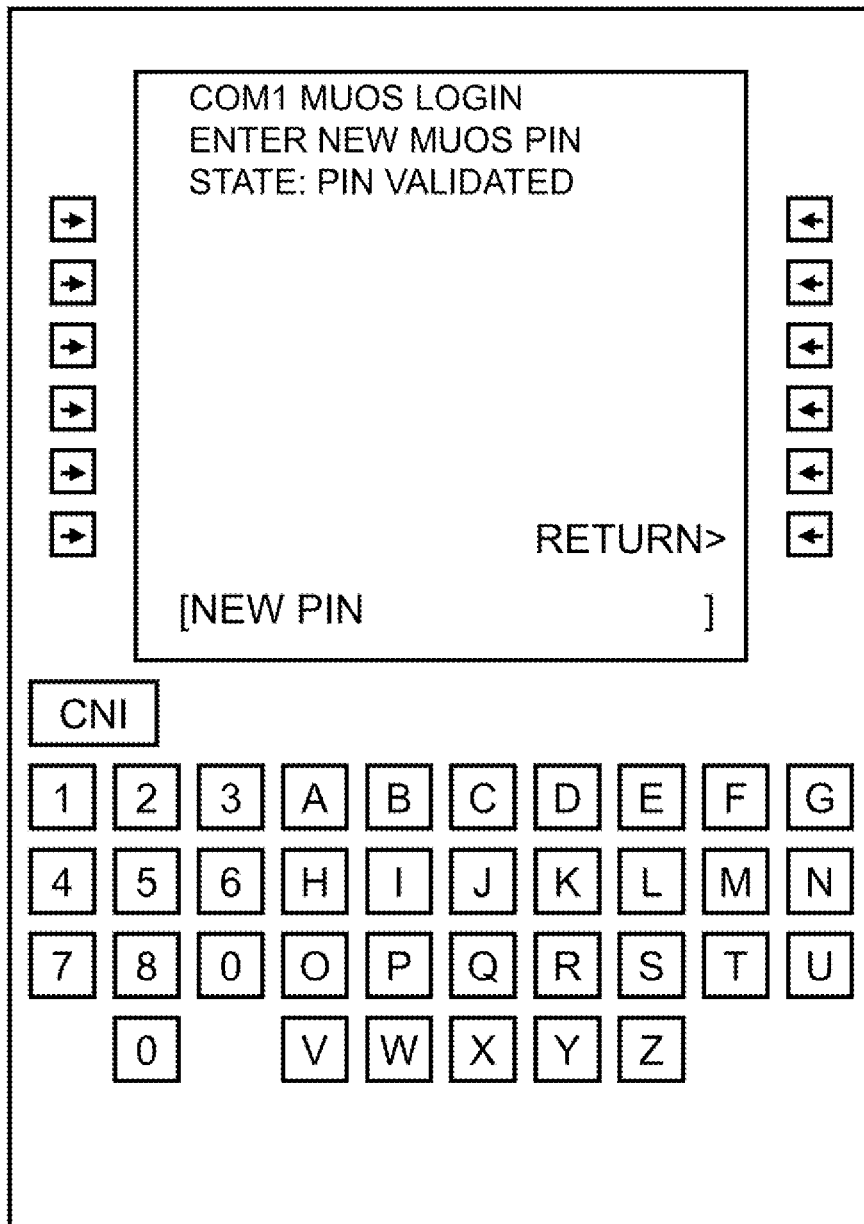 COM1 MUOS LOGIN
ENTER NEW MUOS PIN
STATE: PIN VALIDATED
RETURN>
[NEW PIN ]
CNI
1 2 3 A B C D E F G
4 5 6 H I J K L M N
7 8 0 O P Q R S T U
0 V W X Y Z